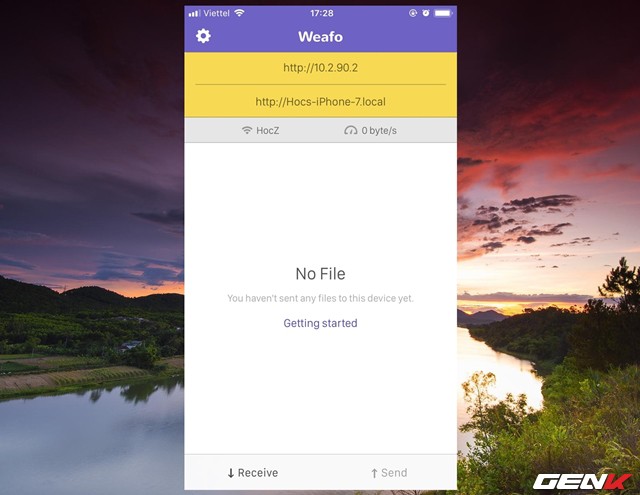 Viettel 17:28
Weafo
http://10.2.90.2
http://Hocs-iPhone-7.local
HocZ 0 byte/s
No File
You haven't sent any files to this device yet.
Getting started
Receive Send
GENK